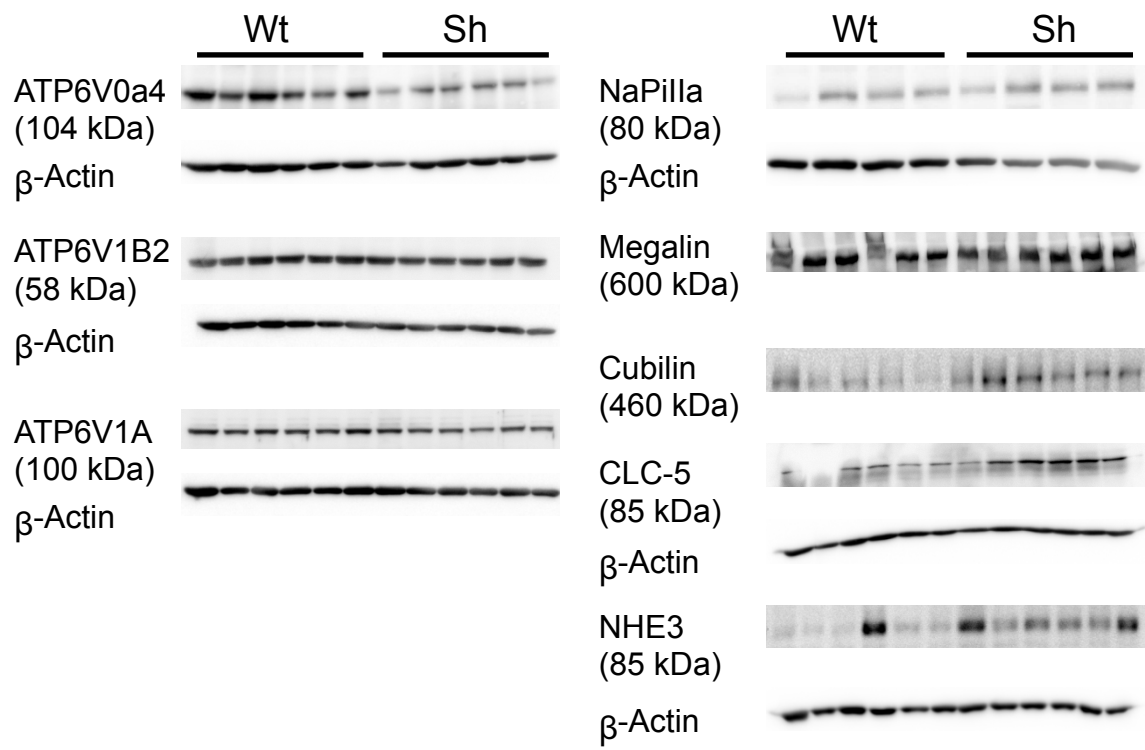 Wt Sh
ATP6V0a4
(104 kDa)
β-Actin
ATP6V1B2
(58 kDa)
β-Actin
ATP6V1A
(100 kDa)
β-Actin
Wt Sh
NaPiIIa
(80 kDa)
β-Actin
Megalin
(600 kDa)
Cubilin
(460 kDa)
CLC-5
(85 kDa)
β-Actin
NHE3
(85 kDa)
β-Actin